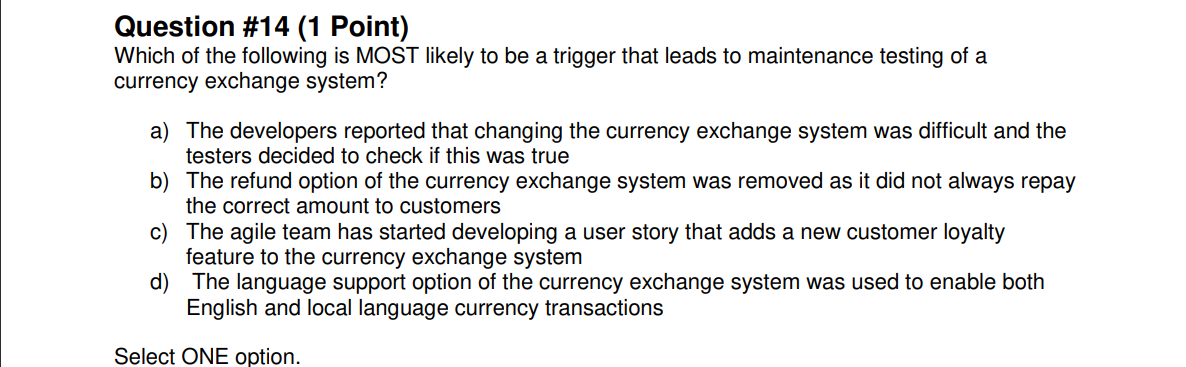 Question #14 (1 Point)
Which of the following is MOST likely to be a trigger that leads to maintenance testing of a
currency exchange system?
a) The developers reported that changing the currency exchange system was difficult and the
testers decided to check if this was true
b) The refund option of the currency exchange system was removed as it did not always repay
the correct amount to customers
c) The agile team has started developing a user story that adds a new customer loyalty
feature to the currency exchange system
d) The language support option of the currency exchange system was used to enable both
English and local language currency transactions
Select ONE option.